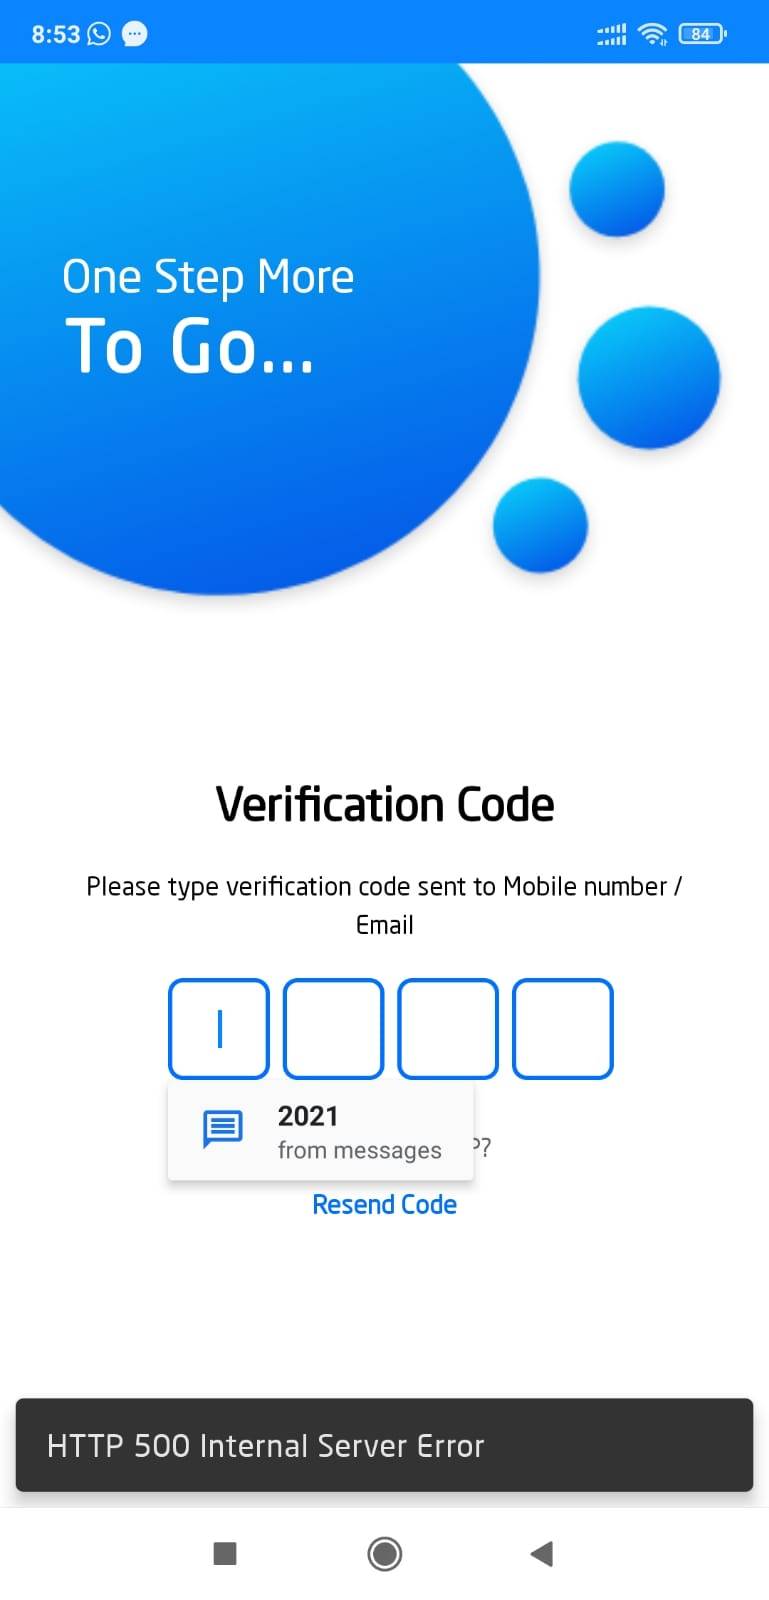 8:53
84
One Step More
To Go...
Verification Code
Please type verification code sent to Mobile number /
Email
2021
from messages
P?
Resend Code
HTTP 500 Internal Server Error